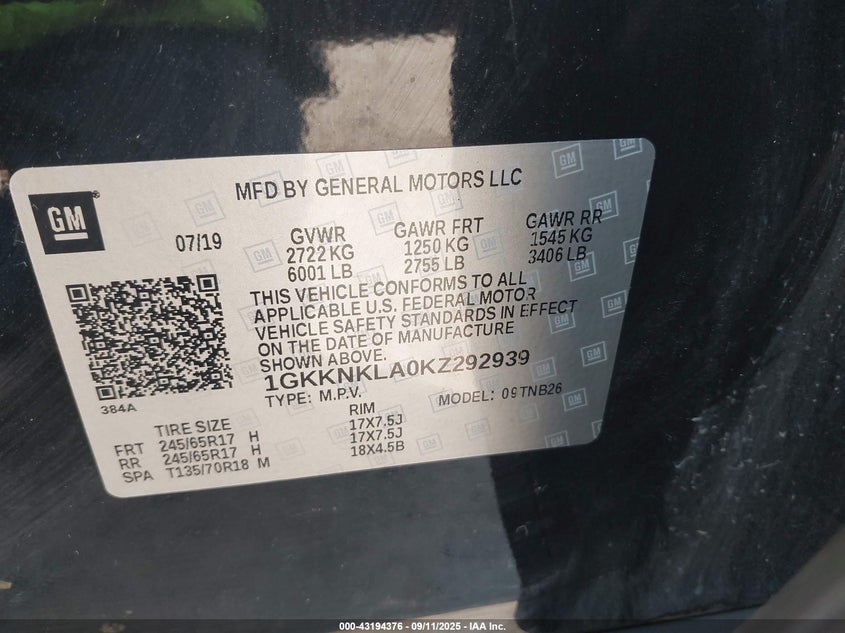 GM
MFD BY GENERAL MOTORS LLC
07/19
GVWR GAWR FRT GAWR RR
2722 KG 1250 KG 1545 KG
6001 LB 2755 LB 3406 LB
THIS VEHICLE CONFORMS TO ALL
APPLICABLE U.S. FEDERAL MOTOR
VEHICLE SAFETY STANDARDS IN EFFECT
ON THE DATE OF MANUFACTURE
SHOWN ABOVE.
1GKKNKLA0KZ292939
TYPE: M.P.V. MODEL: 09TNB26
384A
TIRE SIZE RIM
FRT 245/65R17 H 17X7.5J
RR 245/65R17 H 17X7.5J
SPA T135/70R18 M 18X4.5B
000-43194376 - 09/11/2025 - IAA Inc.